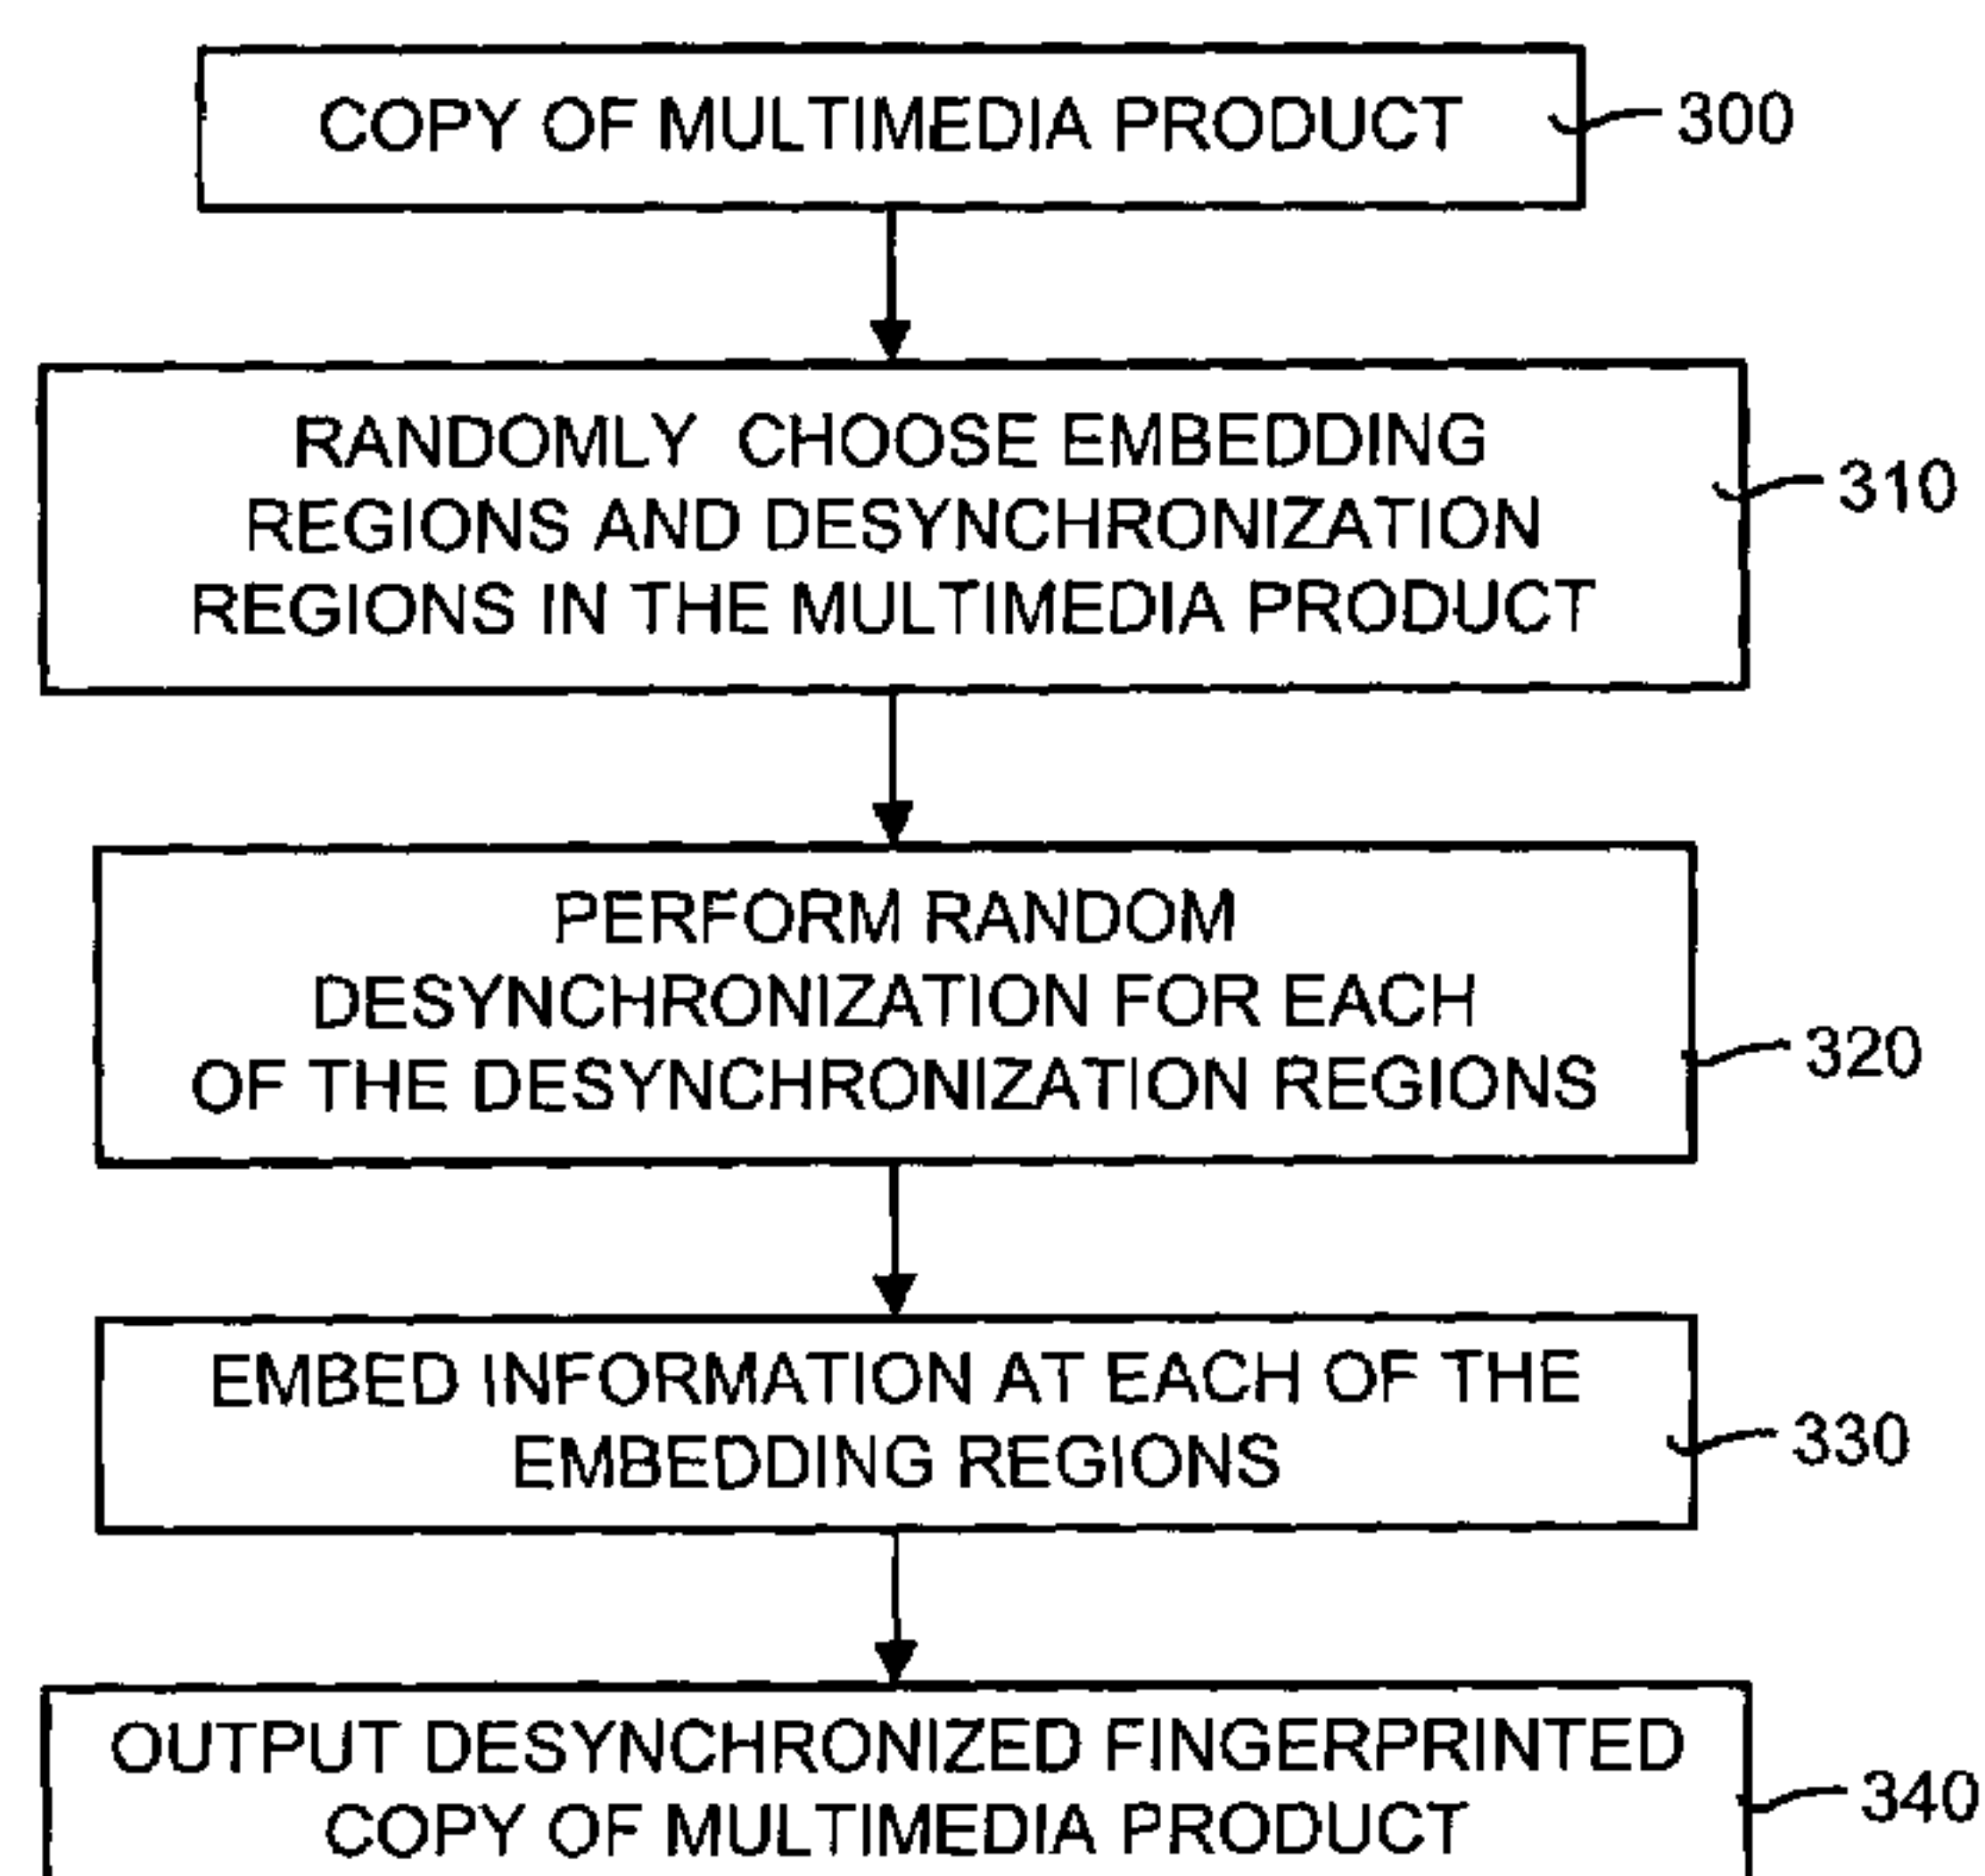 COPY OF MULTIMEDIA PRODUCT
300
RANDOMLY CHOOSE EMBEDDING
REGIONS AND DESYNCHRONIZATION
REGIONS IN THE MULTIMEDIA PRODUCT
310
PERFORM RANDOM
DESYNCHRONIZATION FOR EACH
OF THE DESYNCHRONIZATION REGIONS
320
EMBED INFORMATION AT EACH OF THE
EMBEDDING REGIONS
330
OUTPUT DESYNCHRONIZED FINGERPRINTED
COPY OF MULTIMEDIA PRODUCT
340